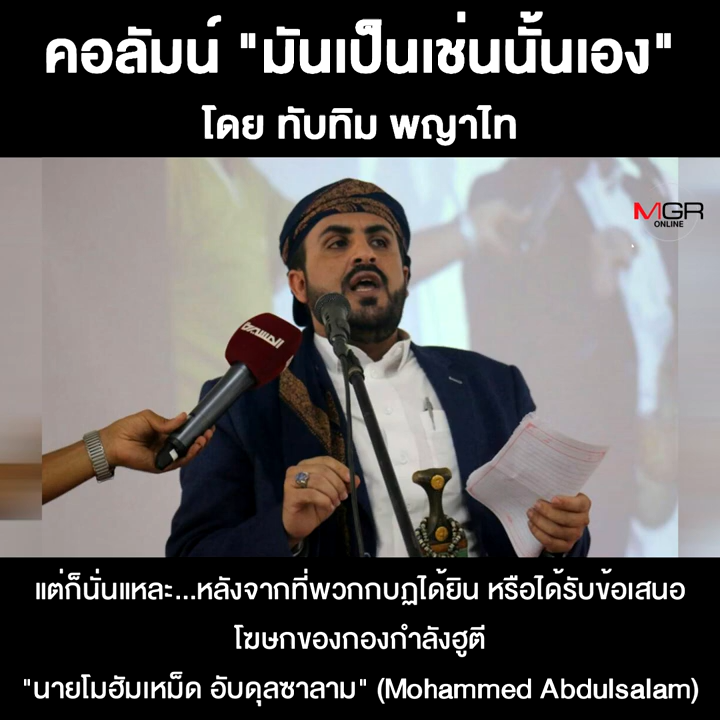 คอลัมน์ "มันเป็นเช่นนั้นเอง"
โดย ทับทิม พญาไท
MGR
ONLINE
المسيرة
แต่ก็นั่นแหละ...หลังจากที่พวกกบฏได้ยิน หรือได้รับข้อเสนอ
โฆษกของกองกำลังฮูตี
"นายโมฮัมเหม็ด อับดุลซาลาม" (Mohammed Abdulsalam)